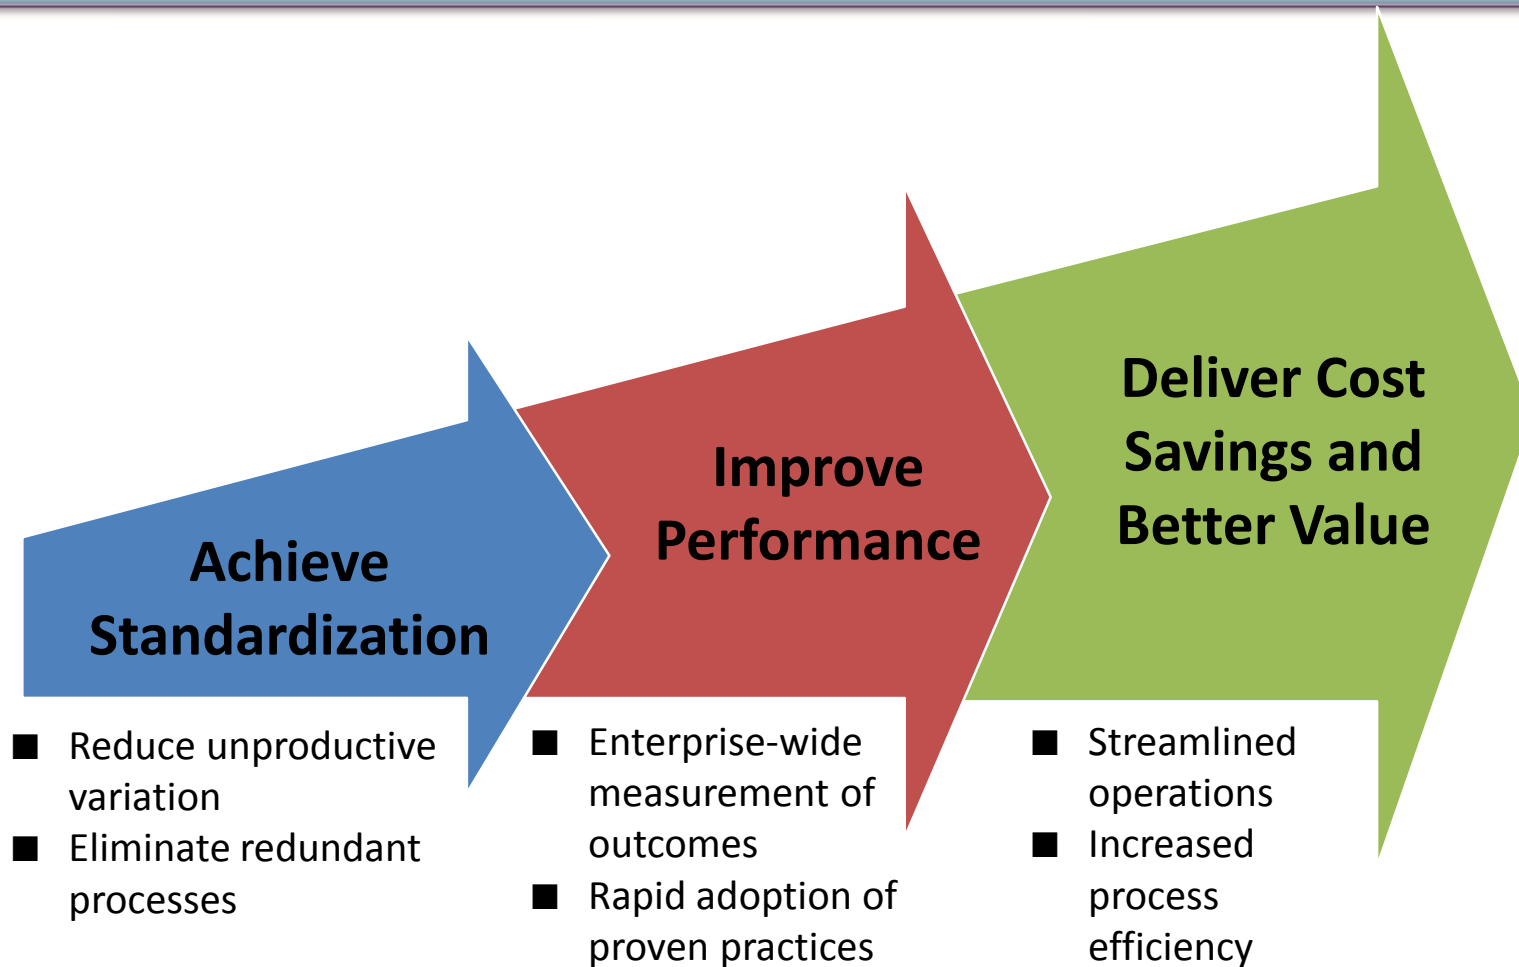 Achieve
Standardization
Improve
Performance
Deliver Cost
Savings and
Better Value
■ Reduce unproductive
variation
■ Eliminate redundant
processes
■ Enterprise-wide
measurement of
outcomes
■ Rapid adoption of
proven practices
■ Streamlined
operations
■ Increased
process
efficiency